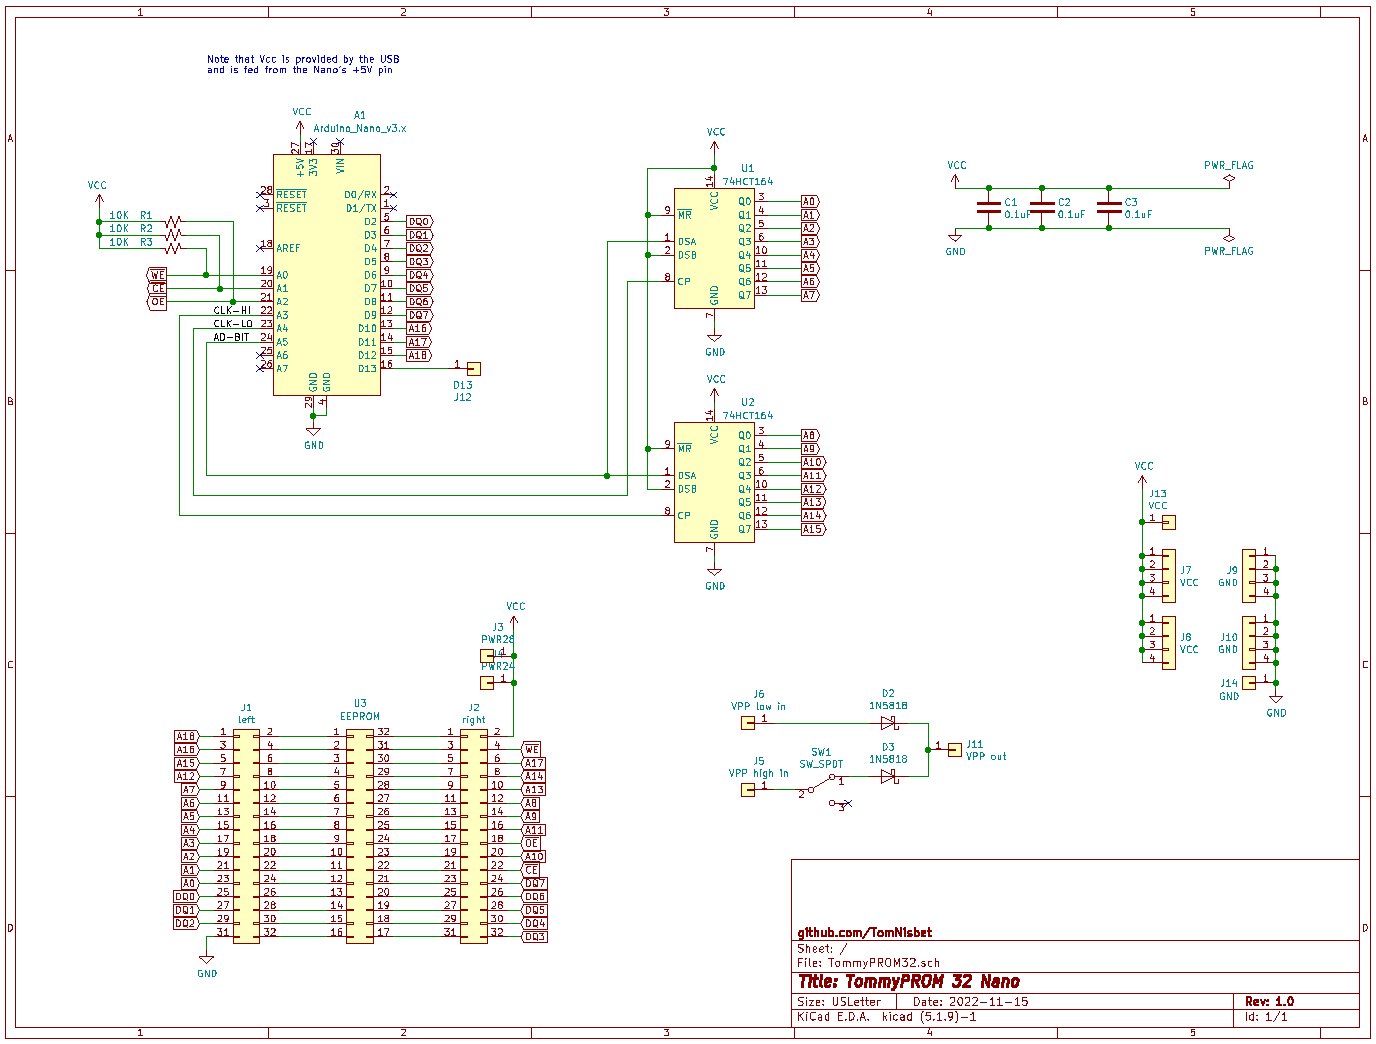 1 2 3 4 5
Note that Vcc is provided by the USB
and is fed from the Nano's +5V pin
A A
VCC
A1
Arduino_Nano_v3.x
27 17 30
+5V 3V3 VIN
28 RESET D0/RX 2
3 RESET D1/TX 1
D2 5 DQ0
D3 6 DQ1
18 AREF D4 7 DQ2
D5 8 DQ3
19 A0 D6 9 DQ4
20 A1 D7 10 DQ5
21 A2 D8 11 DQ6
22 A3 D9 12 DQ7
23 A4 D10 13 A16
24 A5 D11 14 A17
25 A6 D12 15 A18
26 A7 D13 16
GND GND
29 4
GND
1
D13
J12
VCC
10K R1
10K R2
10K R3
WE
CE
OE
CLK-HI
CLK-LO
AD-BIT
VCC
U1
74HCT164
14
VCC
Q0 3 A0
9 MR Q1 4 A1
Q2 5 A2
1 DSA Q3 6 A3
2 DSB Q4 10 A4
Q5 11 A5
8 CP Q6 12 A6
Q7 13 A7
GND
7
GND
VCC
U2
74HCT164
14
VCC
Q0 3 A8
9 MR Q1 4 A9
Q2 5 A10
1 DSA Q3 6 A11
2 DSB Q4 10 A12
Q5 11 A13
8 CP Q6 12 A14
Q7 13 A15
GND
7
GND
VCC PWR_FLAG
C1 C2 C3
0.1uF 0.1uF 0.1uF
GND PWR_FLAG
B B
VCC
J13
VCC
1
1 1
2 J7 J9 2
3 VCC GND 3
4 4
1 1
2 J8 J10 2
3 VCC GND 3
4 4
J14 1
GND
GND
C C
VCC
J3
PWR28
1
J4
PWR24
1
J1 U3 J2
left EEPROM right
A18 1 2 1 32 1 2
A16 3 4 2 31 3 4 WE
A15 5 6 3 30 5 6 A17
A12 7 8 4 29 7 8 A14
A7 9 10 5 28 9 10 A13
A6 11 12 6 27 11 12 A8
A5 13 14 7 26 13 14 A9
A4 15 16 8 25 15 16 A11
A3 17 18 9 24 17 18 OE
A2 19 20 10 23 19 20 A10
A1 21 22 11 22 21 22 CE
A0 23 24 12 21 23 24 DQ7
DQ0 25 26 13 20 25 26 DQ6
DQ1 27 28 14 19 27 28 DQ5
DQ2 29 30 15 18 29 30 DQ4
31 32 16 17 31 32 DQ3
GND
J6 D2
VPP low in 1N5818
1
J5 SW1 D3
VPP high in SW_SPDT 1N5818
1 2 1
3
1 J11
VPP out
D D
github.com/TomNisbet
Sheet: /
File: TommyPROM32.sch
Title: TommyPROM 32 Nano
Size: USLetter Date: 2022-11-15 Rev: 1.0
KiCad E.D.A. kicad (5.1.9)-1 Id: 1/1
1 2 3 4 5